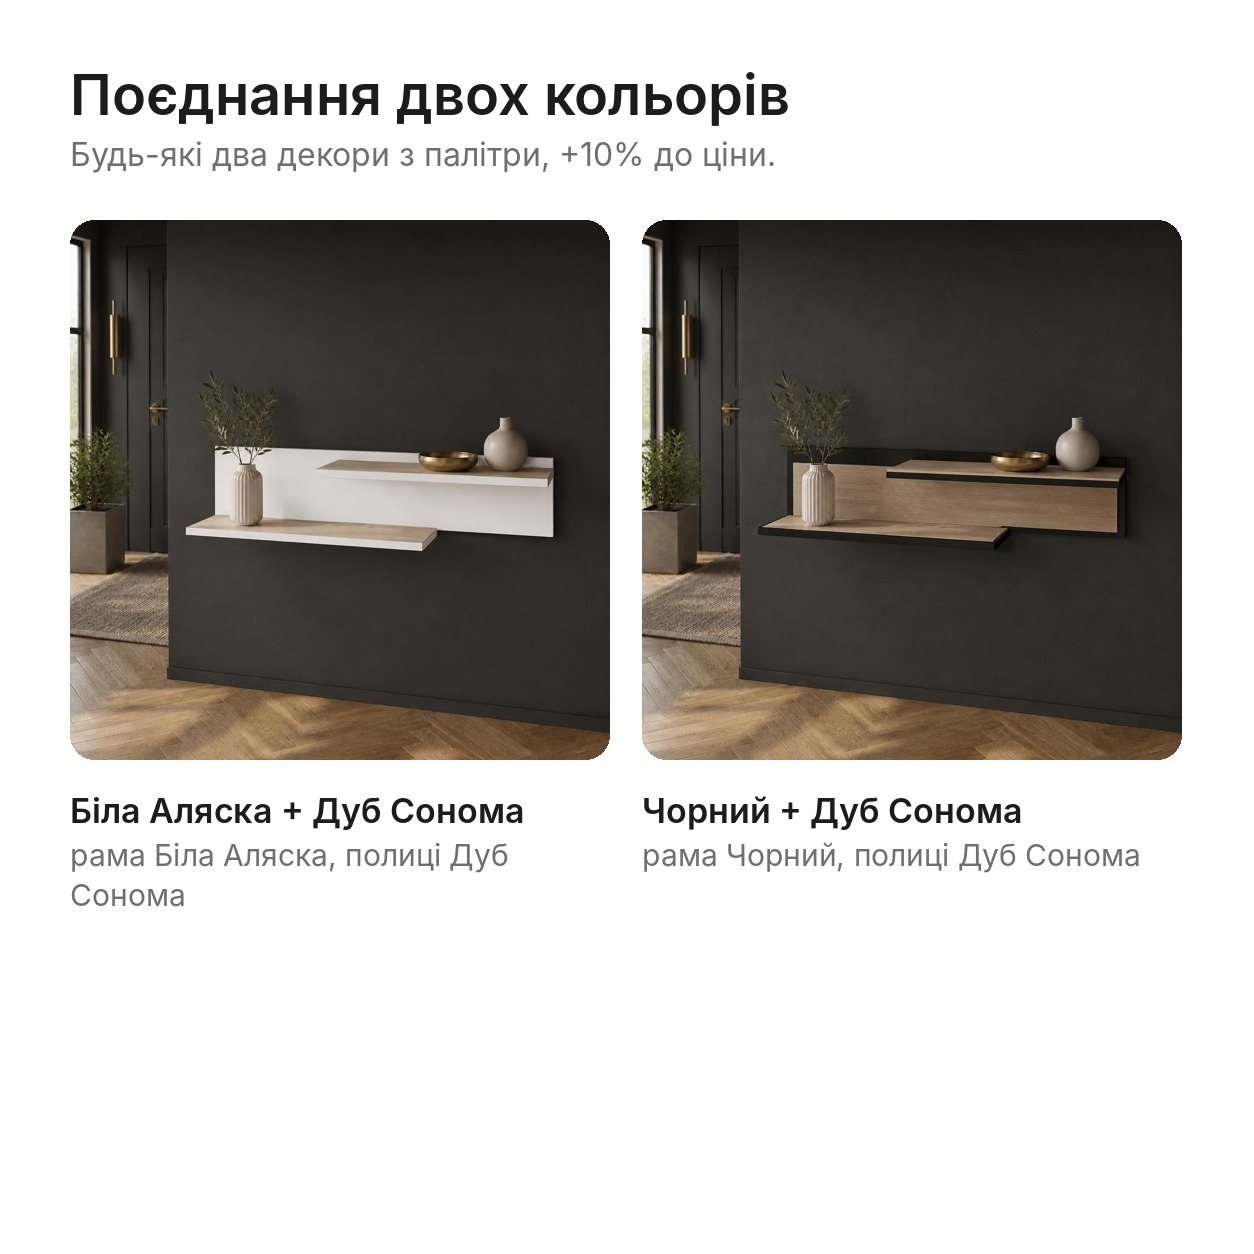 Поєднання двох кольорів
Будь-які два декори з палітри, +10% до ціни.
Біла Аляска + Дуб Сонома
рама Біла Аляска, полиці Дуб
Сонома
Чорний + Дуб Сонома
рама Чорний, полиці Дуб Сонома